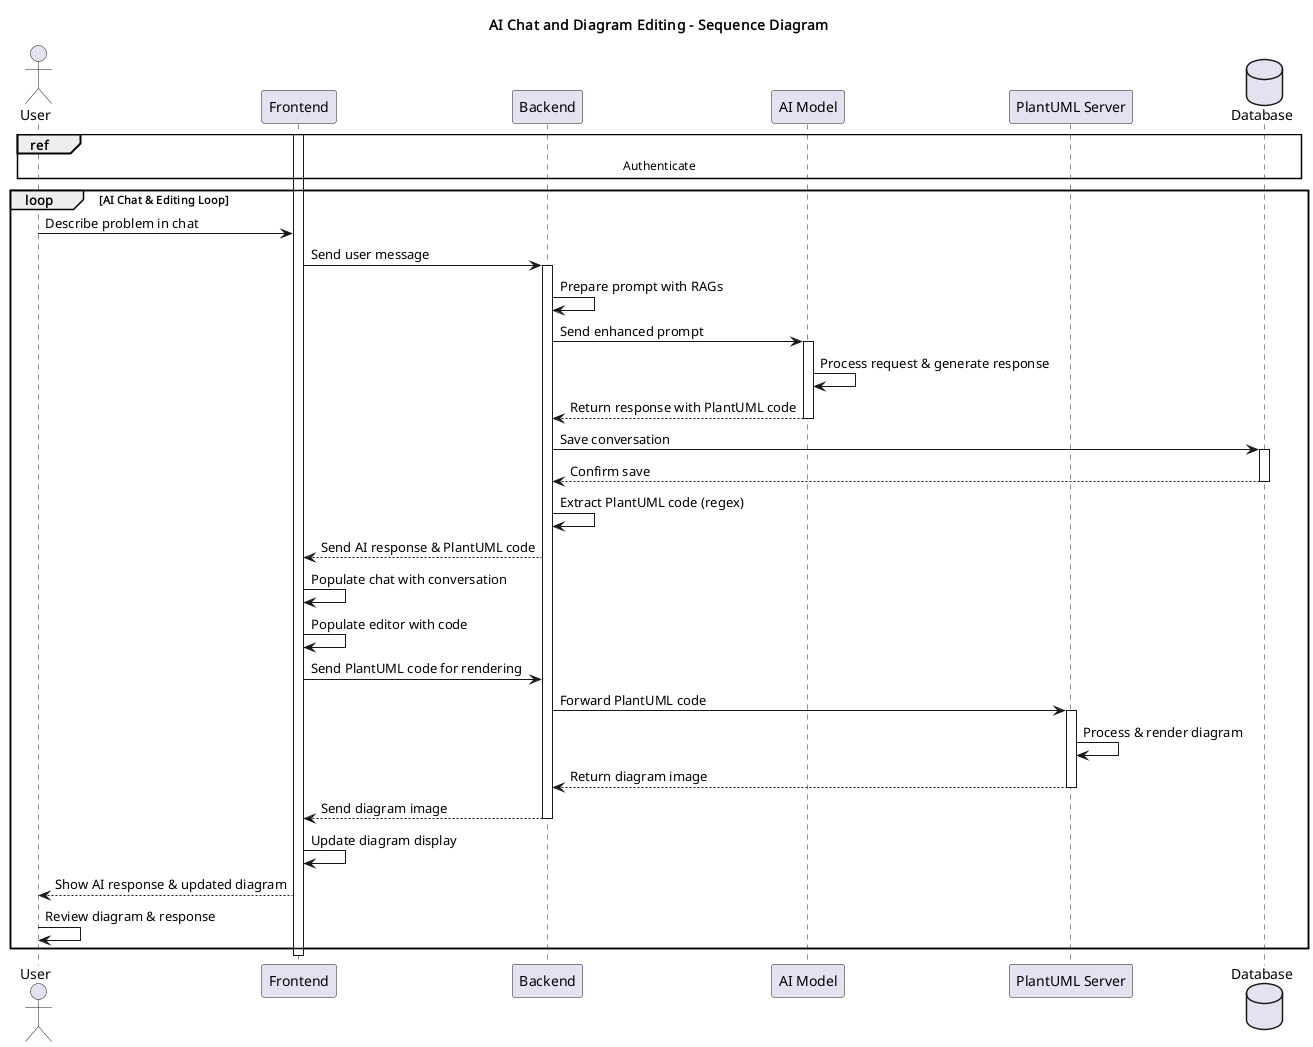 AI Chat and Diagram Editing - Sequence Diagram
User
Frontend
Backend
AI Model
PlantUML Server
Database
ref
Authenticate
loop
[AI Chat & Editing Loop]
Describe problem in chat
Send user message
Prepare prompt with RAGs
Send enhanced prompt
Process request & generate response
Return response with PlantUML code
Save conversation
Confirm save
Extract PlantUML code (regex)
Send AI response & PlantUML code
Populate chat with conversation
Populate editor with code
Send PlantUML code for rendering
Forward PlantUML code
Process & render diagram
Return diagram image
Send diagram image
Update diagram display
Show AI response & updated diagram
Review diagram & response
User
Frontend
Backend
AI Model
PlantUML Server
Database